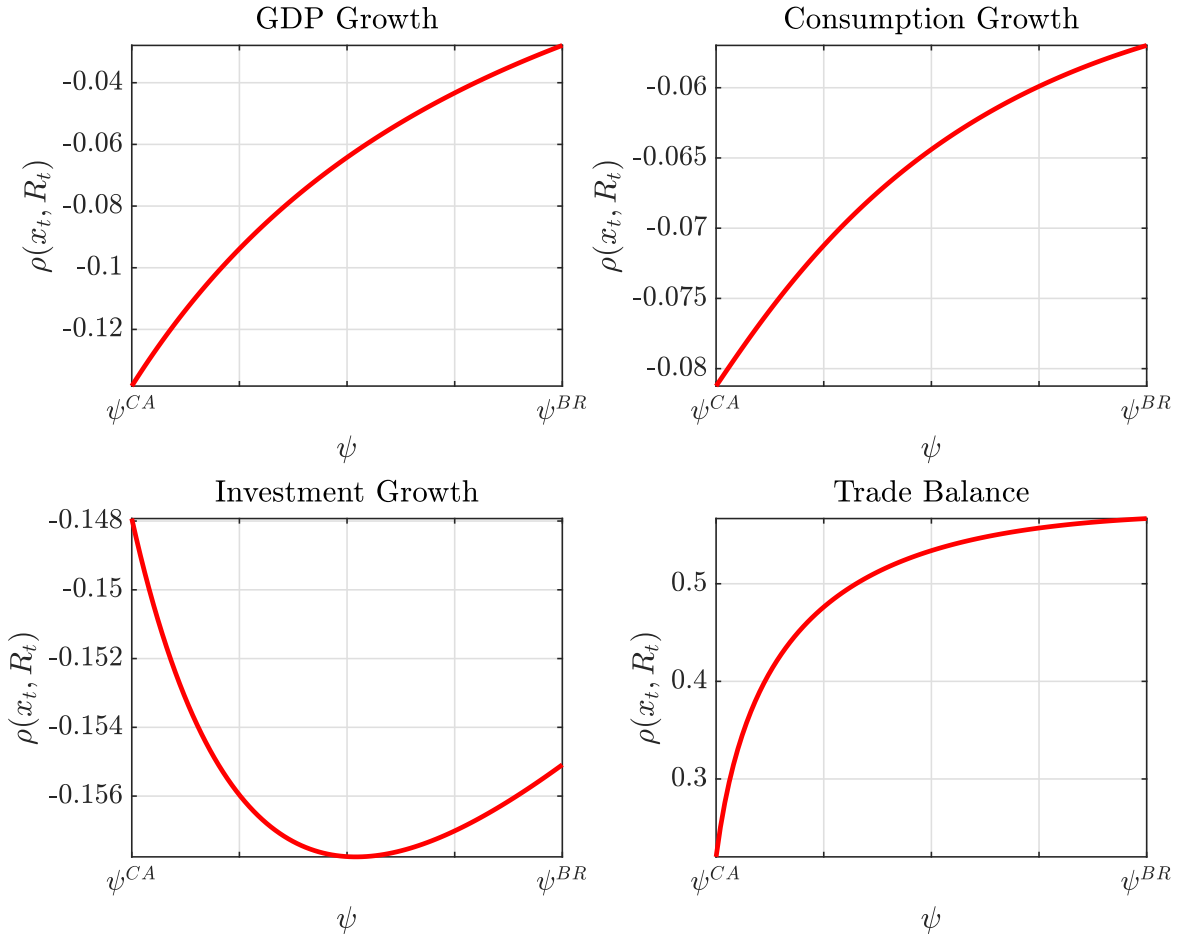 GDP Growth
ρ(x_t, R_t)
-0.04
-0.06
-0.08
-0.1
-0.12
ψ^{CA}
ψ^{BR}
ψ
Consumption Growth
ρ(x_t, R_t)
-0.06
-0.065
-0.07
-0.075
-0.08
ψ^{CA}
ψ^{BR}
ψ
Investment Growth
ρ(x_t, R_t)
-0.148
-0.15
-0.152
-0.154
-0.156
ψ^{CA}
ψ^{BR}
ψ
Trade Balance
ρ(x_t, R_t)
0.5
0.4
0.3
ψ^{CA}
ψ^{BR}
ψ